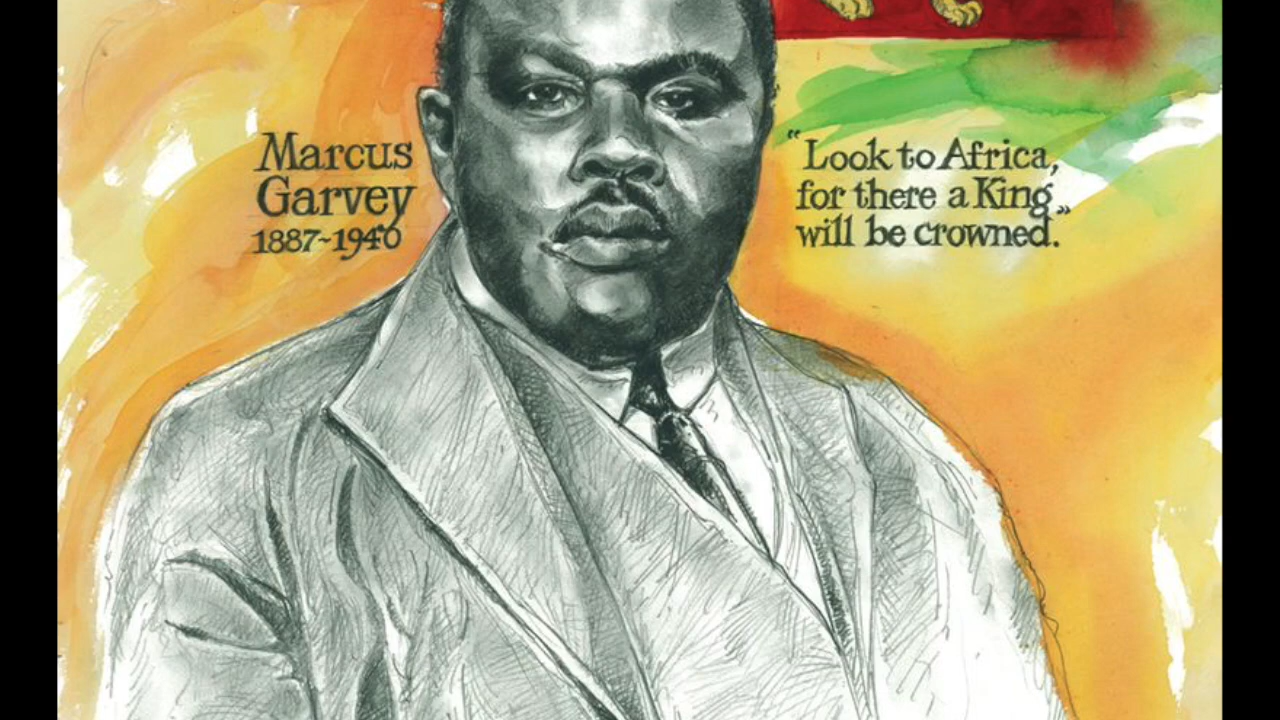 Marcus
Garvey
1887~1940
"Look to Africa,
for there a King
will be crowned."